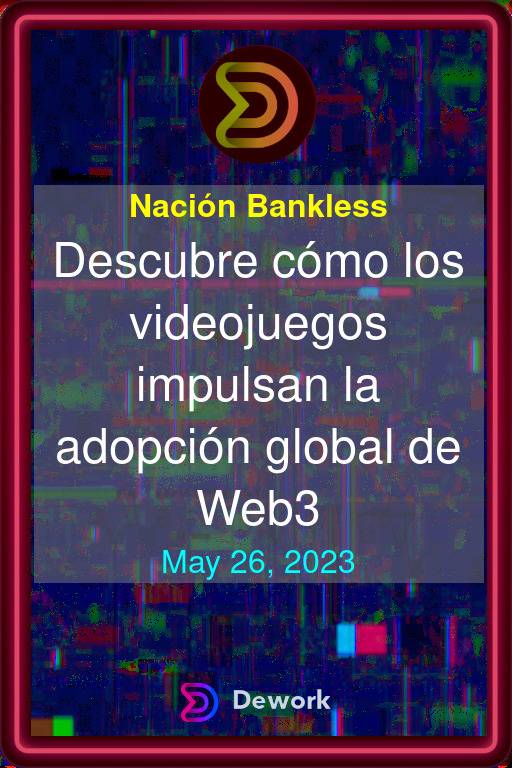 Nación Bankless
Descubre cómo los
videojuegos
impulsan la
adopción global de
Web3
May 26, 2023
Dework